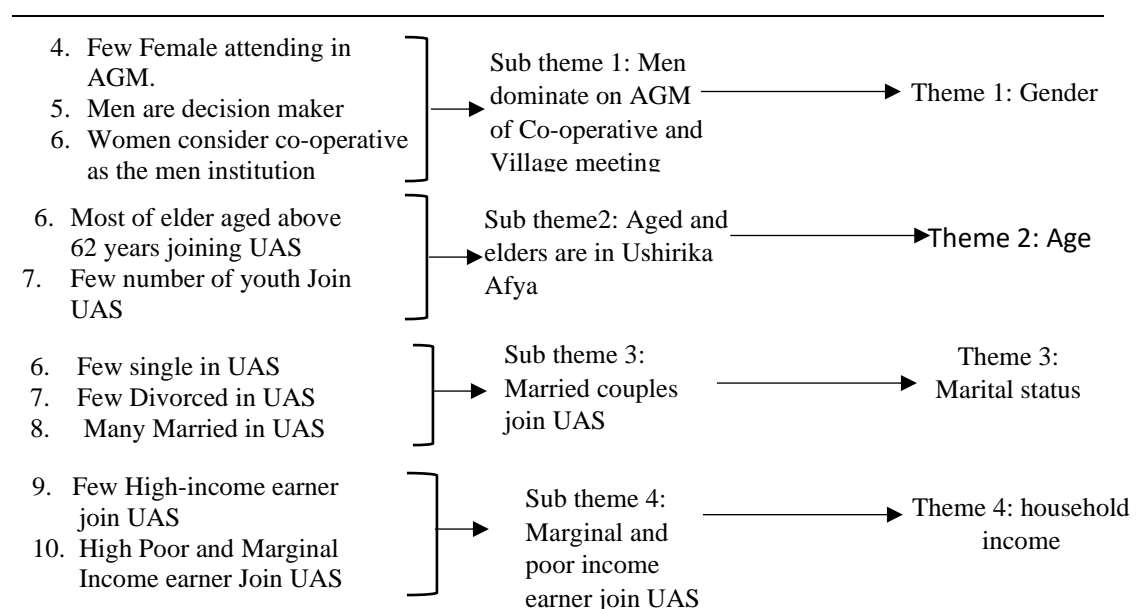 4. Few Female attending in
AGM.
5. Men are decision maker
6. Women consider co-operative
as the men institution
Sub theme 1: Men
dominate on AGM
of Co-operative and
Village meeting
Theme 1: Gender
6. Most of elder aged above
62 years joining UAS
7. Few number of youth Join
UAS
Sub theme2: Aged and
elders are in Ushirika
Afya
Theme 2: Age
6. Few single in UAS
7. Few Divorced in UAS
8. Many Married in UAS
Sub theme 3:
Married couples
join UAS
Theme 3:
Marital status
9. Few High-income earner
join UAS
10. High Poor and Marginal
Income earner Join UAS
Sub theme 4:
Marginal and
poor income
earner join UAS
Theme 4: household
income